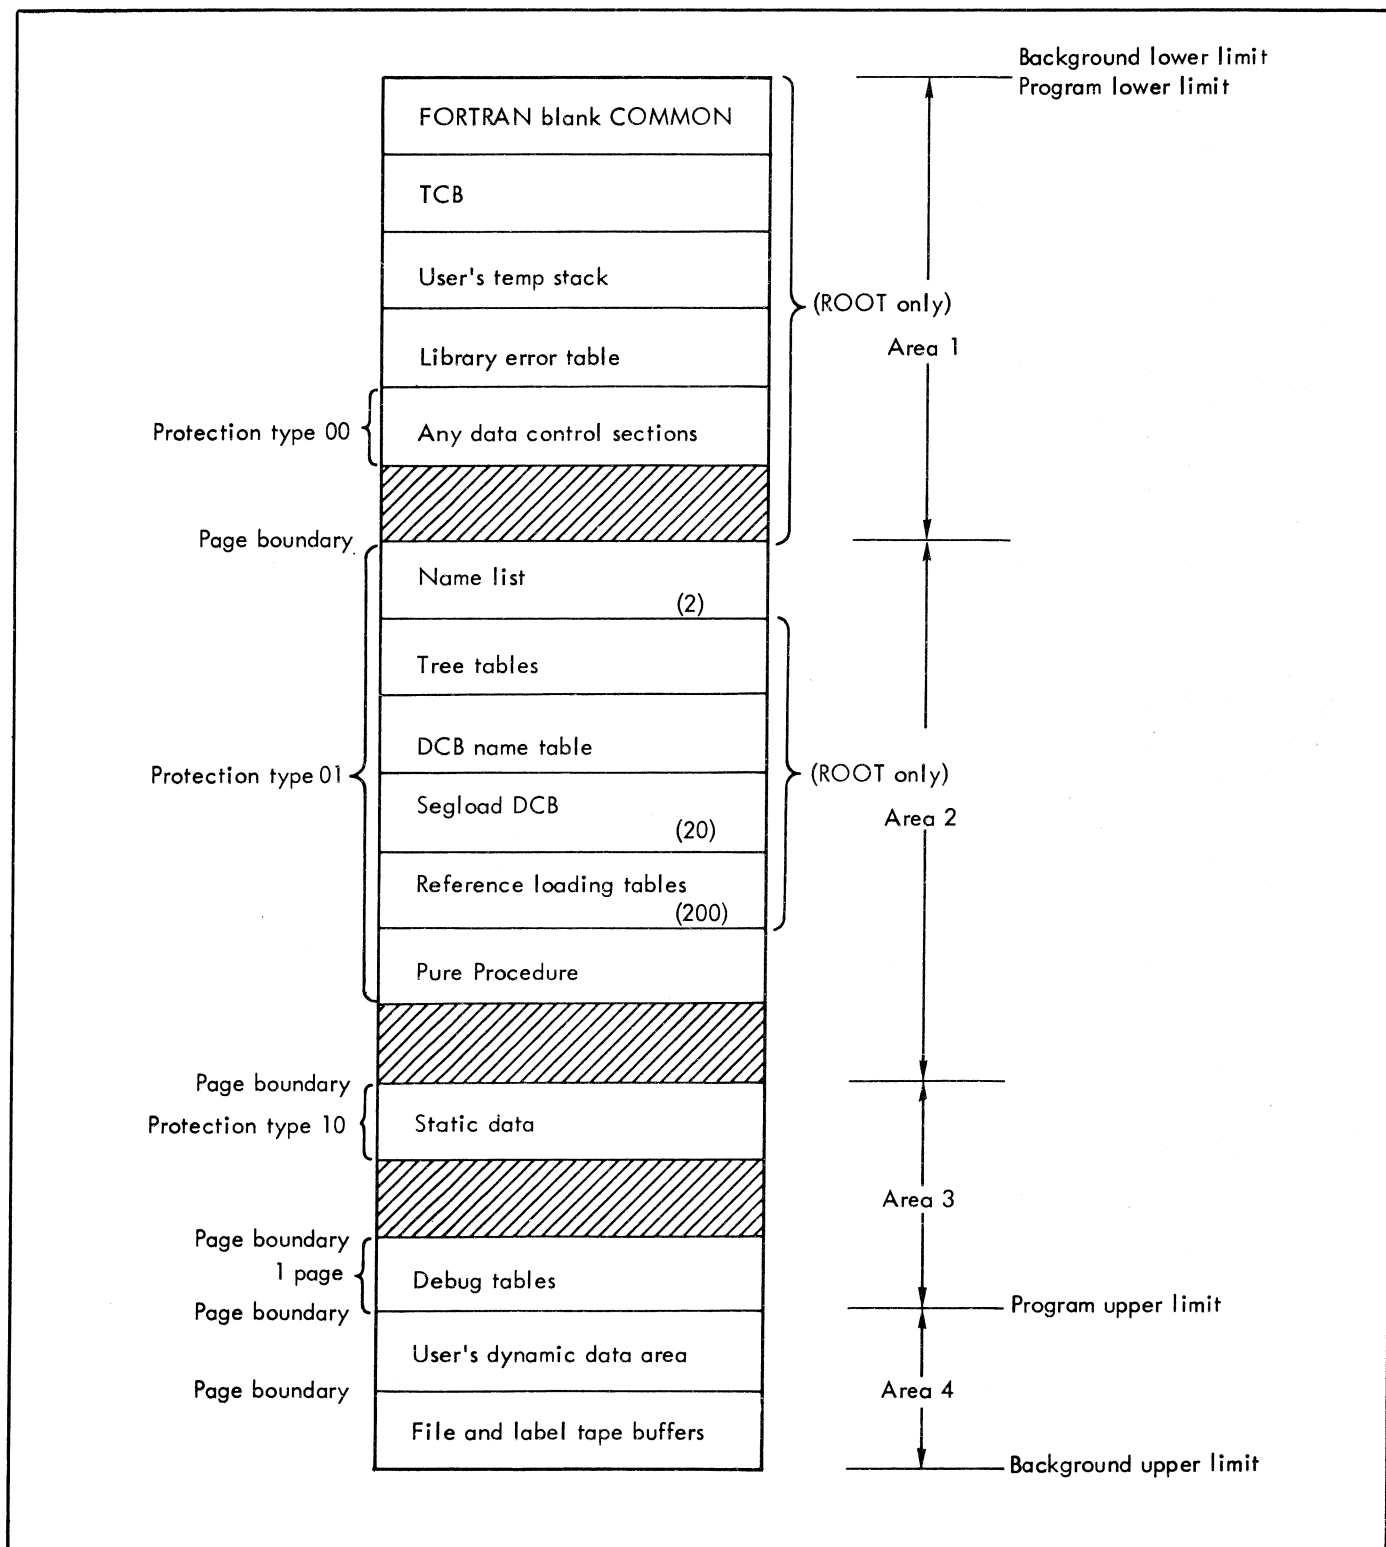 Background lower limit
Program lower limit
FORTRAN blank COMMON
TCB
User's temp stack
(ROOT only)
Area 1
Library error table
Protection type 00
Any data control sections
Page boundary
Name list
(2)
Tree tables
DCB name table
Protection type 01
(ROOT only)
Segload DCB
Area 2
(20)
Reference loading tables
(200)
Pure Procedure
Page boundary
Protection type 10
Static data
Area 3
Page boundary
1 page
Debug tables
Page boundary
Program upper limit
User's dynamic data area
Page boundary
Area 4
File and label tape buffers
Background upper limit